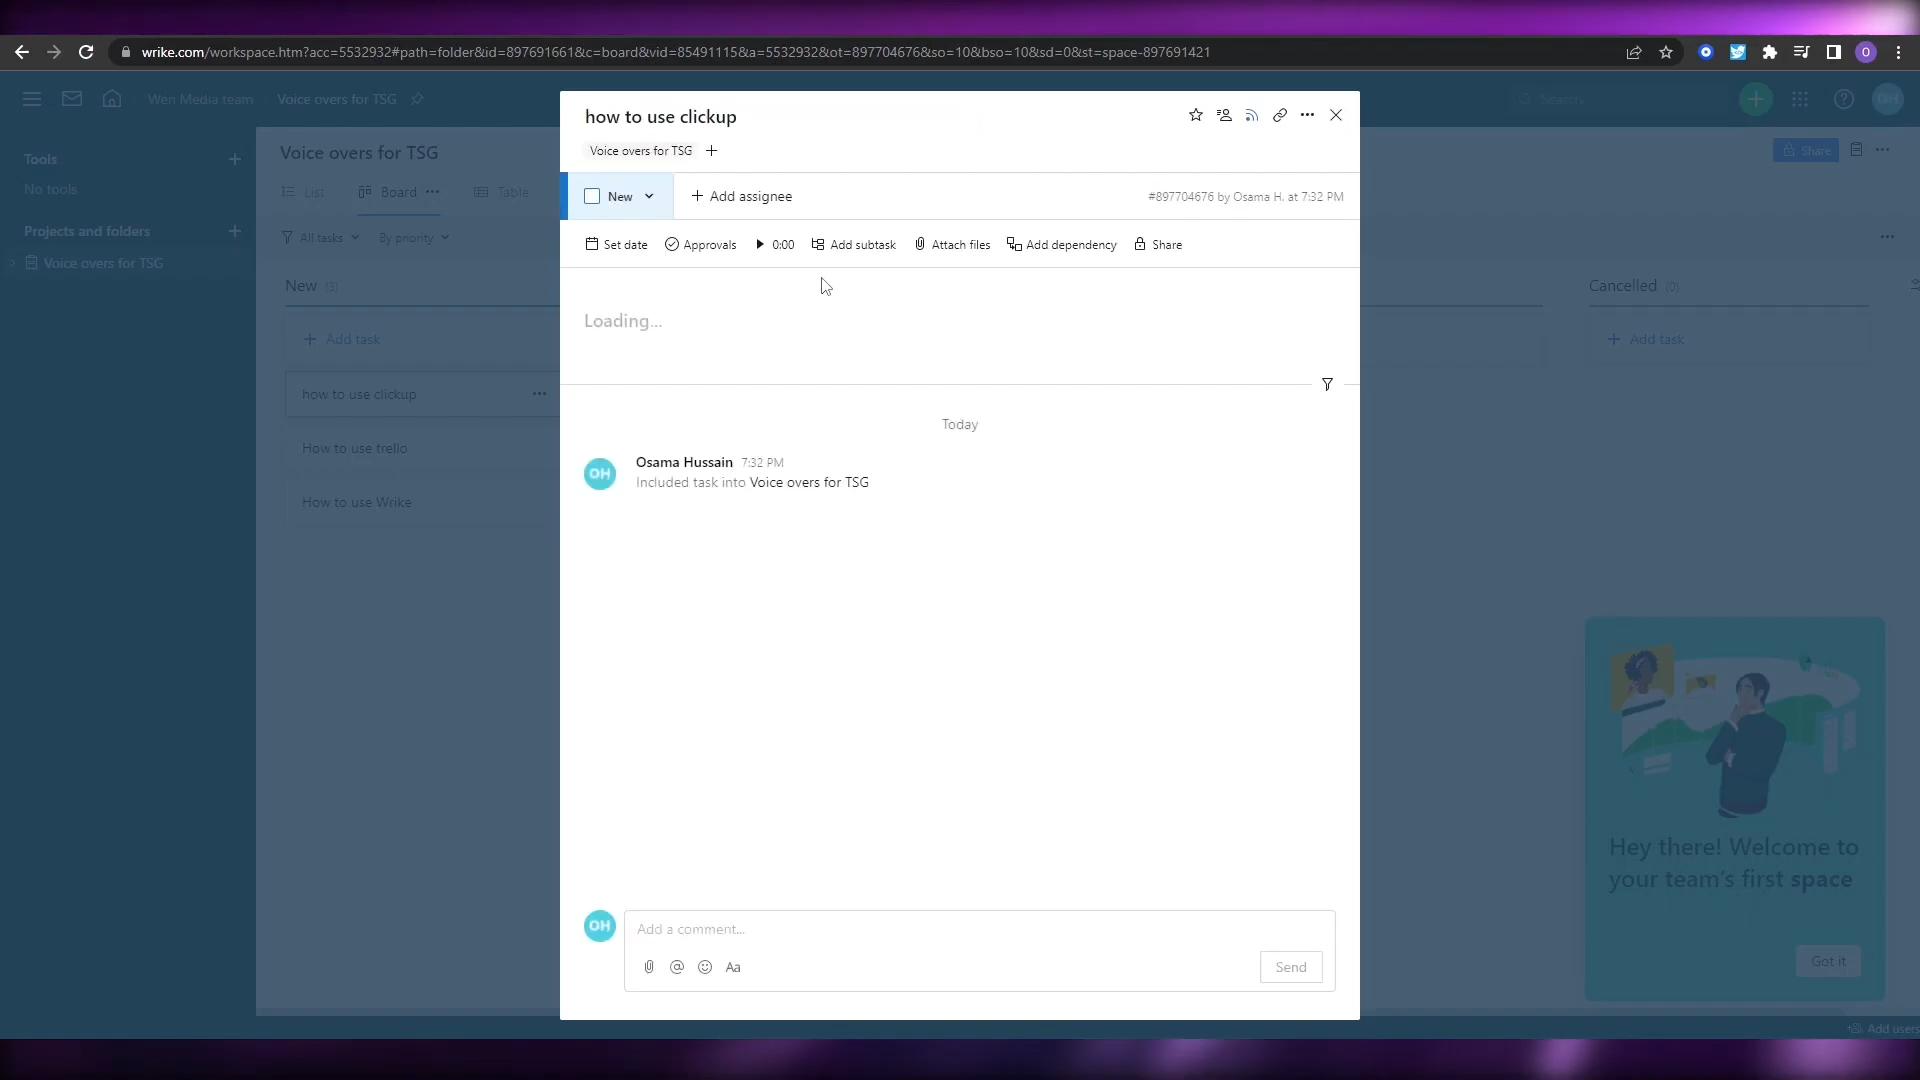 wrike.com/workspace.htm?acc=5532932#path=folder&id=897691661&c=board&vid=85491115&a=5532932&ot=897704676&so=10&bso=10&sd=0&st=space-897691421
O
Wen Media team
Voice overs for TSG
Search
OH
Tools
No tools
Projects and folders
Voice overs for TSG
Voice overs for TSG
Share
List
Board
Table
All tasks
By priority
New (3)
Add task
how to use clickup
How to use trello
How to use Wrike
Cancelled (0)
Add task
how to use clickup
Voice overs for TSG
New
Add assignee
#897704676 by Osama H. at 7:32 PM
Set date
Approvals
0:00
Add subtask
Attach files
Add dependency
Share
Loading...
Today
OH
Osama Hussain 7:32 PM
Included task into Voice overs for TSG
OH
Add a comment...
Aa
Send
Hey there! Welcome to
your team's first space
Got it
Add users